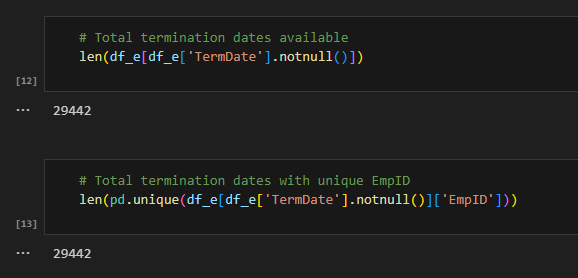 # Total termination dates available
len(df_e[df_e['TermDate'].notnull()])
[12]
... 29442
# Total termination dates with unique EmpID
len(pd.unique(df_e[df_e['TermDate'].notnull()]['EmpID']))
[13]
... 29442